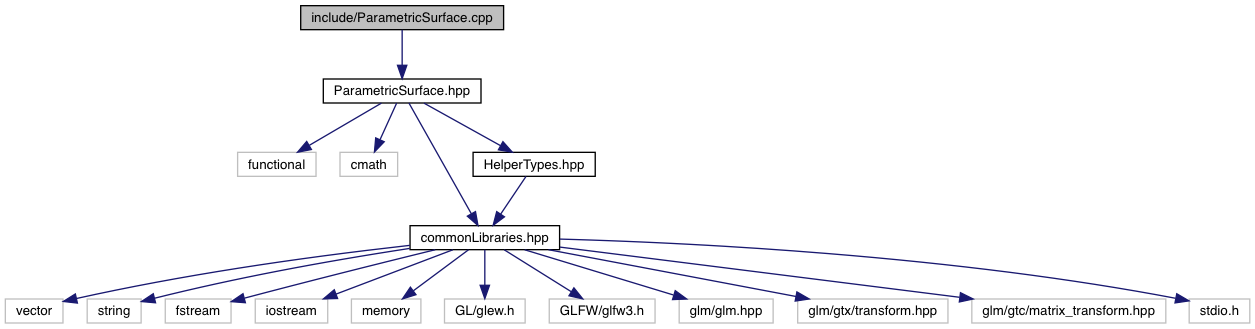 include/ParametricSurface.cpp
ParametricSurface.hpp
functional
cmath
HelperTypes.hpp
commonLibraries.hpp
vector
string
fstream
iostream
memory
GL/glew.h
GLFW/glfw3.h
glm/glm.hpp
glm/gtx/transform.hpp
glm/gtc/matrix_transform.hpp
stdio.h